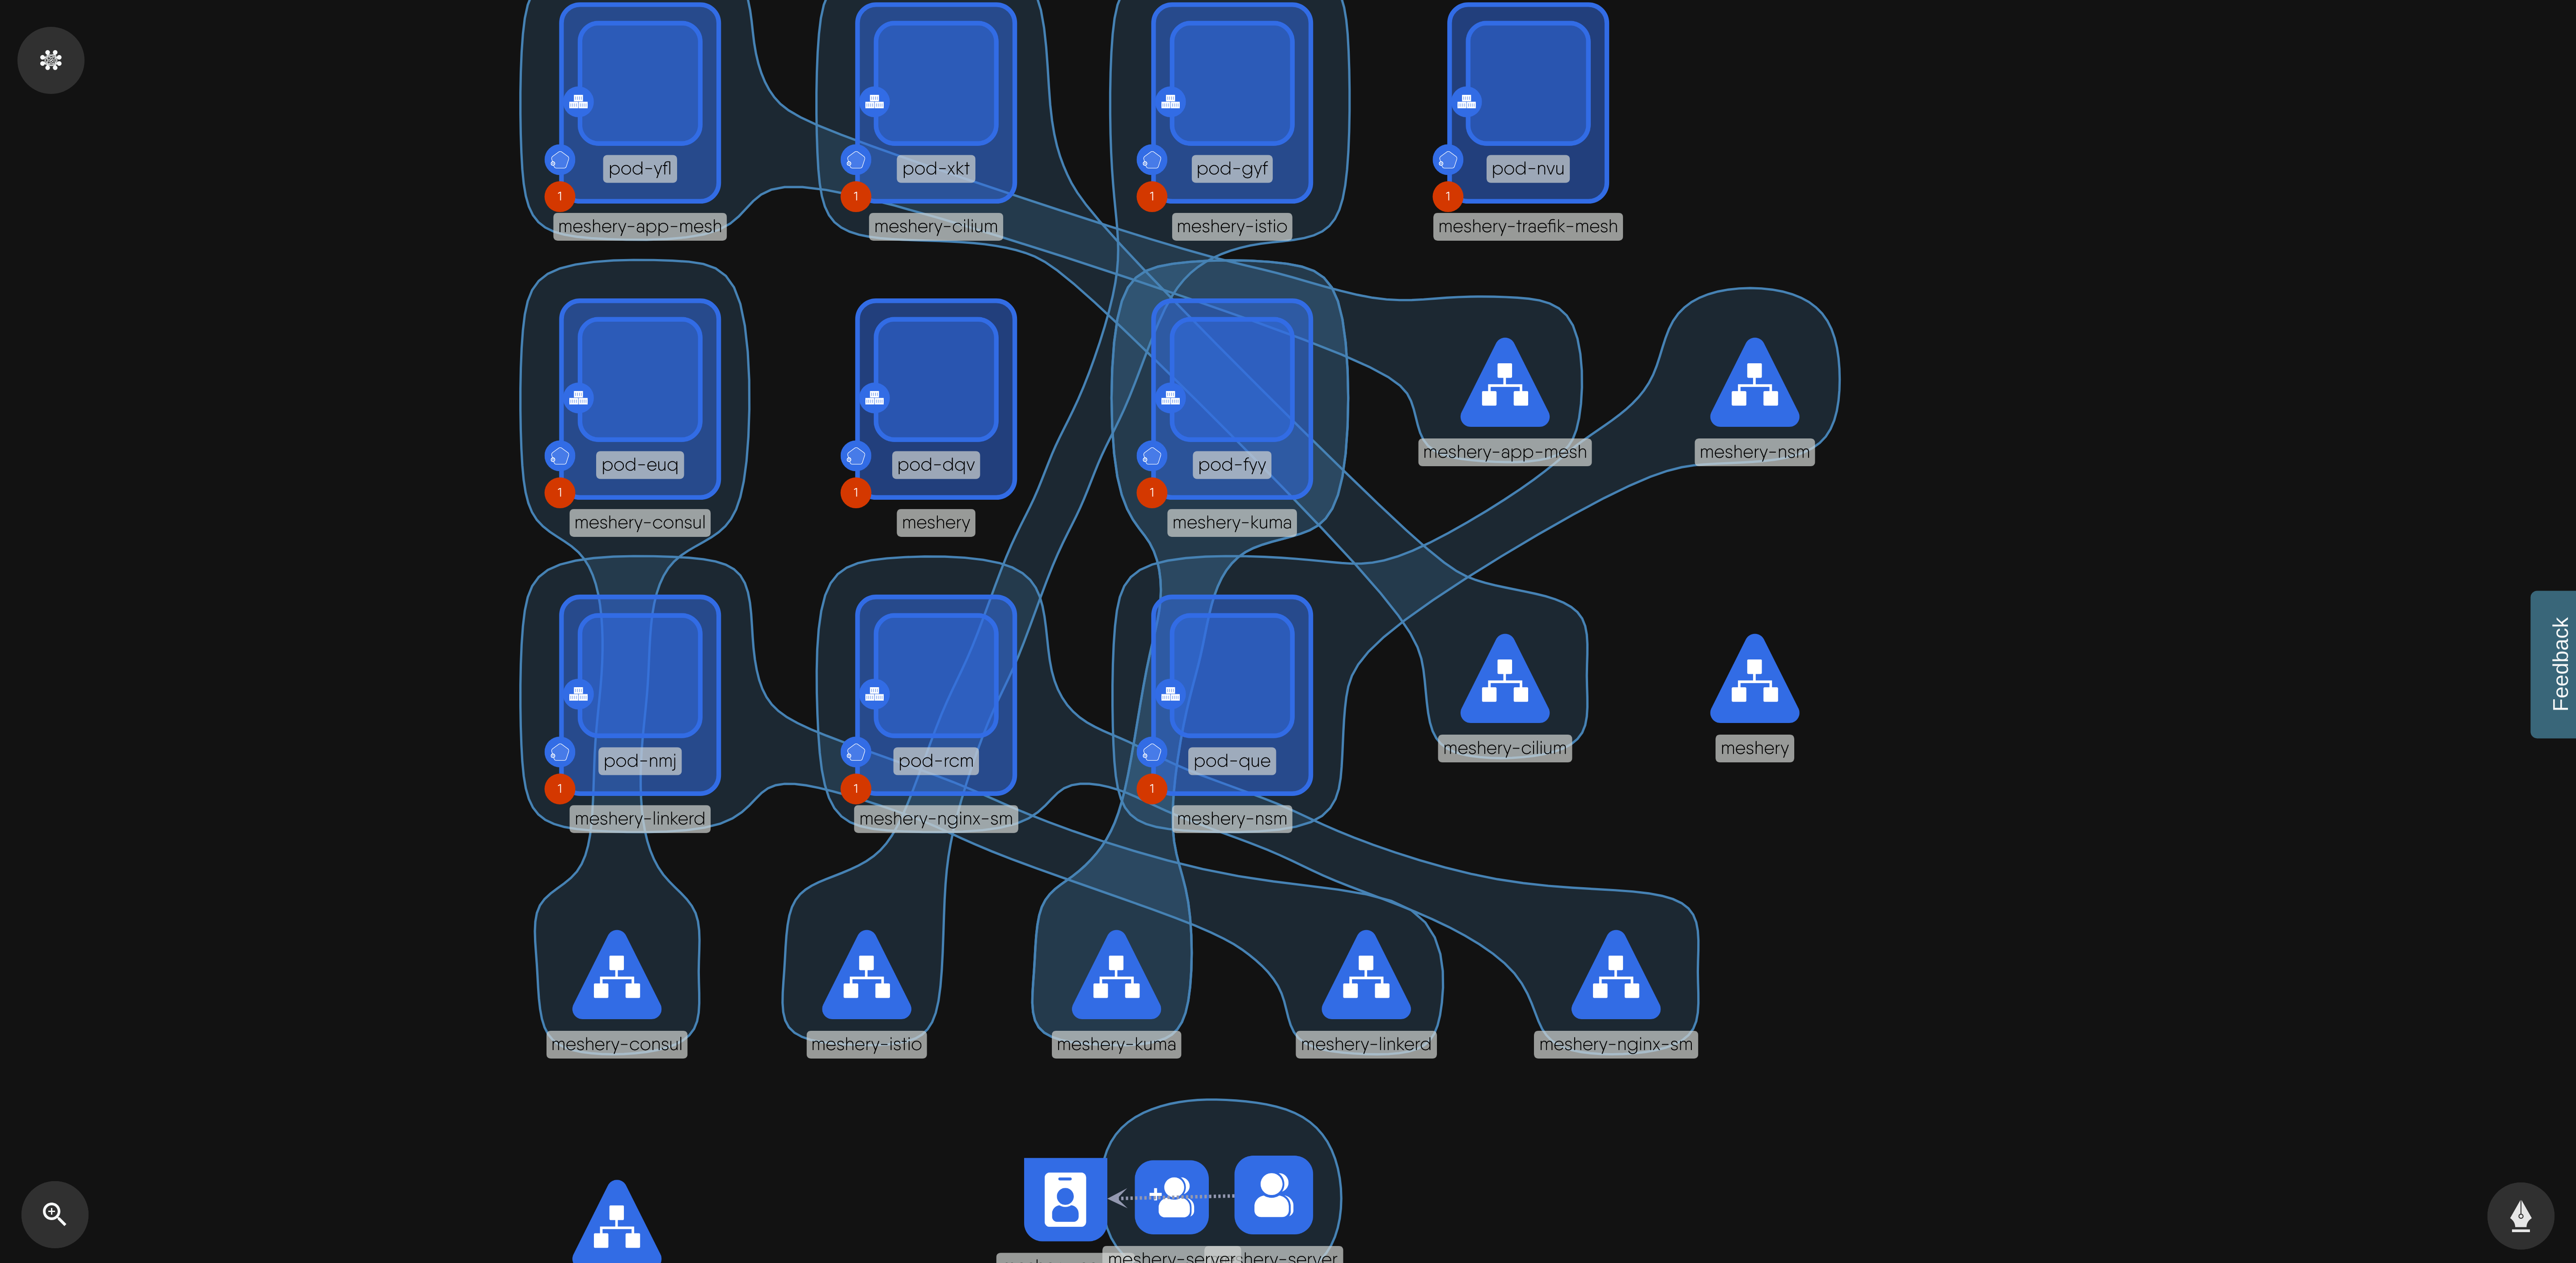 pod-yfl
pod-xkt
pod-gyf
pod-nvu
1
1
1
1
meshery-app-mesh
meshery-cilium
meshery-istio
meshery-traefik-mesh
pod-euq
pod-dqv
pod-fyy
meshery-app-mesh
meshery-nsm
1
1
1
meshery-consul
meshery
meshery-kuma
Feedback
pod-nmj
pod-rcm
pod-que
meshery-cilium
meshery
1
1
1
meshery-linkerd
meshery-nginx-sm
meshery-nsm
meshery-consul
meshery-istio
meshery-kuma
meshery-linkerd
meshery-nginx-sm
meshery-server